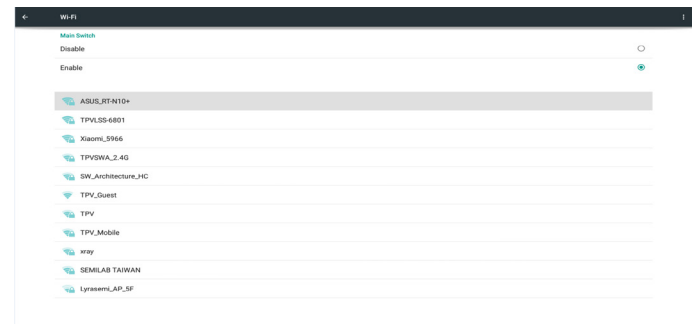 Wi-Fi
Main Switch
Disable
Enable
ASUS_RT-N10+
TPVLSS-6801
Xiaomi_5966
TPVSWA_2.4G
SW_Architecture_HC
TPV_Guest
TPV
TPV_Mobile
xray
SEMILAB TAIWAN
Lyrasemi_AP_5F